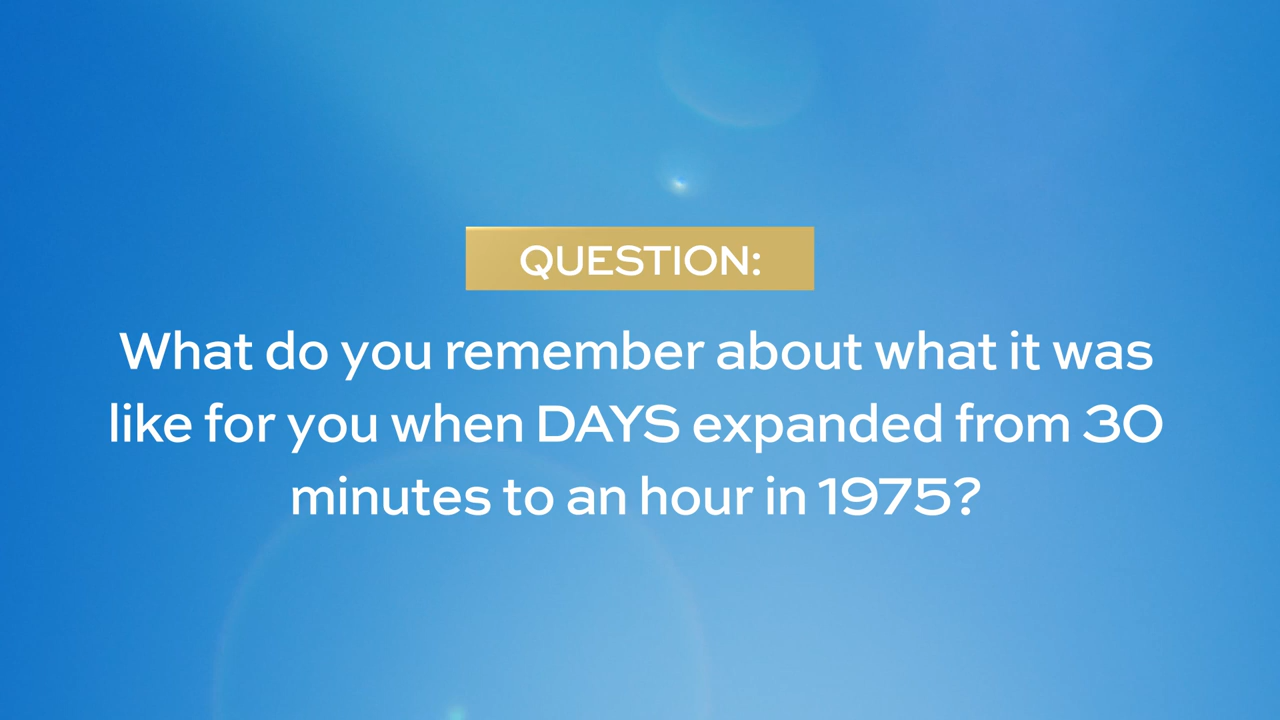 QUESTION:
What do you remember about what it was
like for you when DAYS expanded from 30
minutes to an hour in 1975?